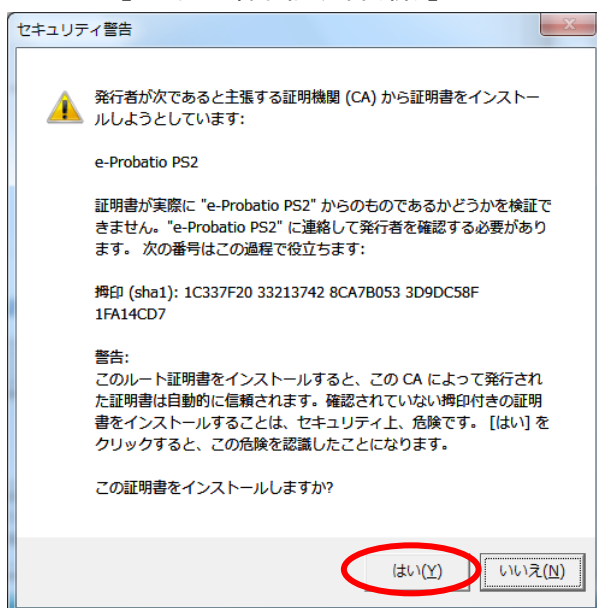 セキュリティ警告
発行者が次であると主張する証明機関 (CA) から証明書をインストー
ルしようとしています:
e-Probatio PS2
証明書が実際に "e-Probatio PS2" からのものであるかどうかを検証で
きません。"e-Probatio PS2" に連絡して発行者を確認する必要があり
ます。 次の番号はこの過程で役立ちます:
拇印 (sha1): 1C337F20 33213742 8CA7B053 3D9DC58F
1FA14CD7
警告:
このルート証明書をインストールすると、この CA によって発行され
た証明書は自動的に信頼されます。確認されていない拇印付きの証明
書をインストールすることは、セキュリティ上、危険です。 [はい] を
クリックすると、この危険を認識したことになります。
この証明書をインストールしますか?
はい(Y)
いいえ(N)